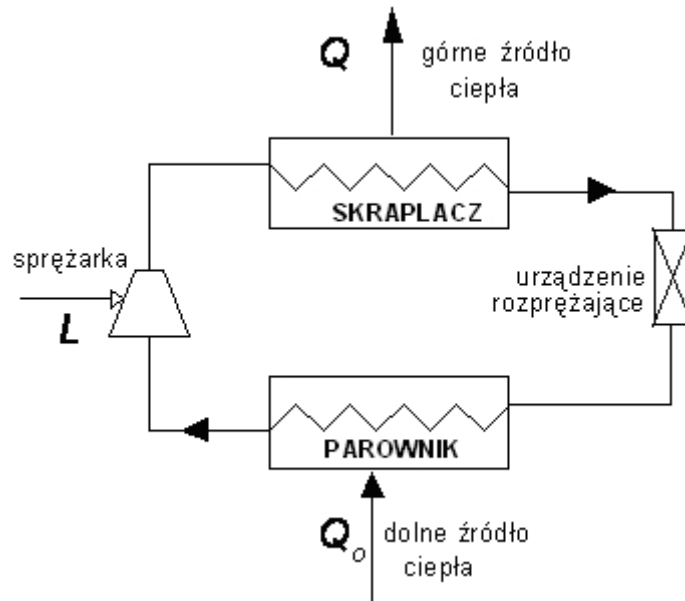 Q
górne źródło
ciepła
SKRAPLACZ
sprężarka
L
urządzenie
rozprężające
PAROWNIK
Qo
dolne źródło
ciepła